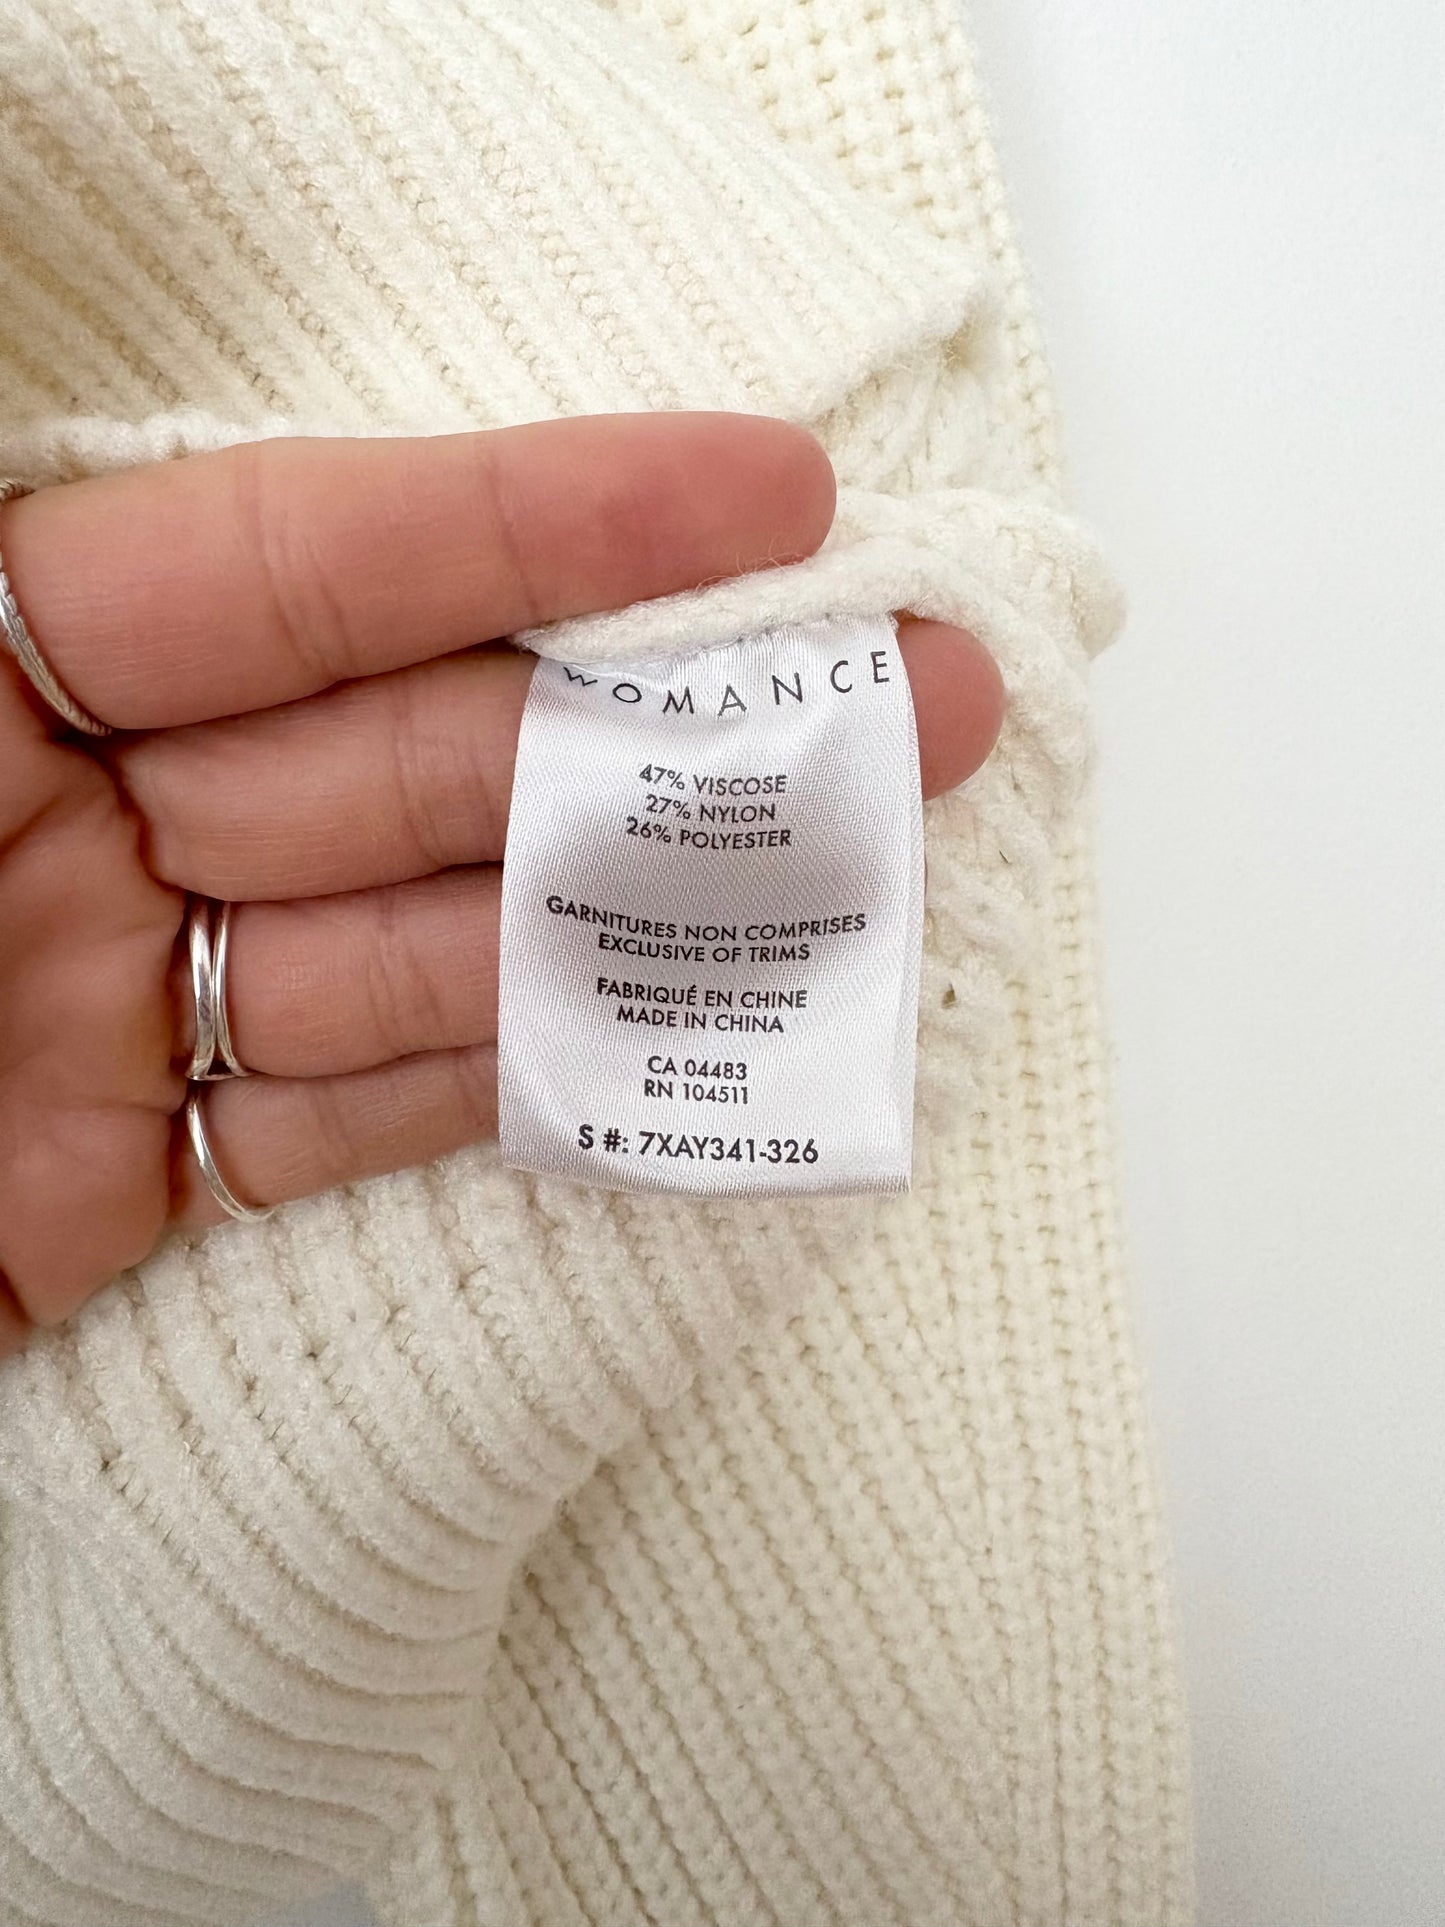 WOMANCE
47% VISCOSE
27% NYLON
26% POLYESTER
GARNITURES NON COMPRISES
EXCLUSIVE OF TRIMS
FABRIQUÉ EN CHINE
MADE IN CHINA
CA 04483
RN 104511
S #: 7XAY341-326